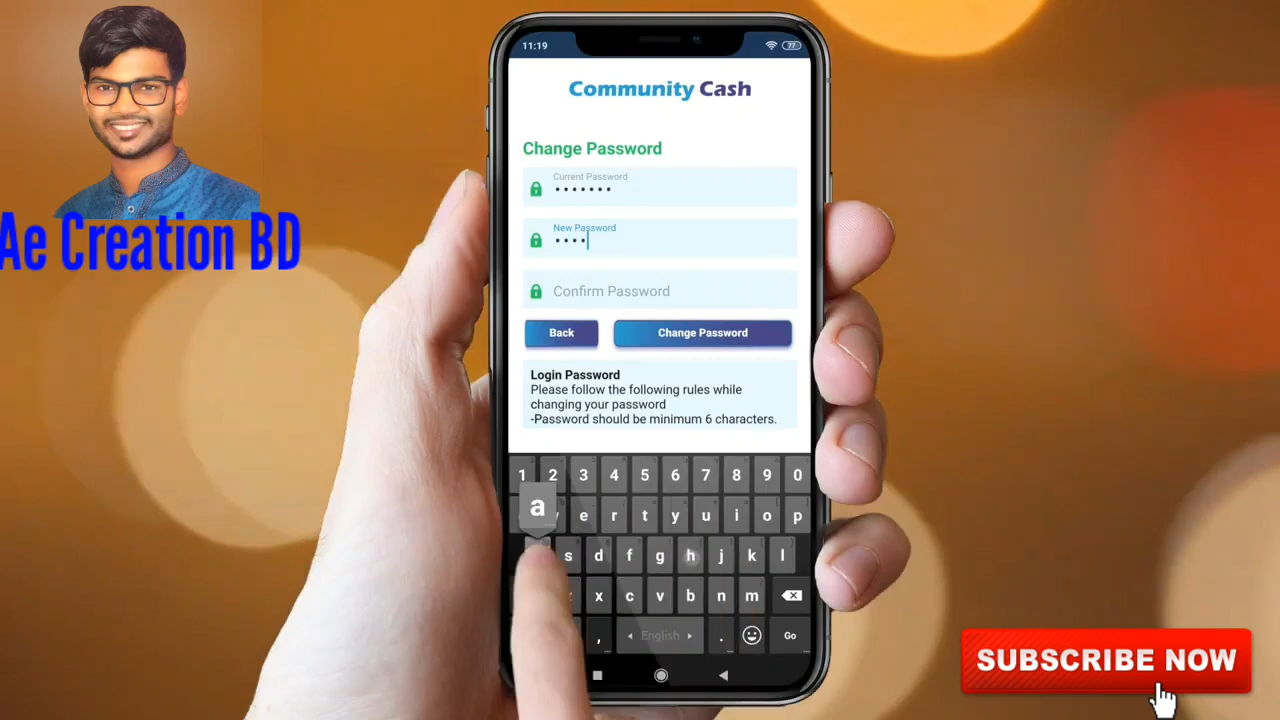 Ae Creation BD
11:19
77
Community Cash
Change Password
Current Password
•••••••
New Password
••••
Confirm Password
Back
Change Password
Login Password
Please follow the following rules while
changing your password
-Password should be minimum 6 characters.
1 2 3 4 5 6 7 8 9 0
a
e r t y u i o p
s d f g h j k l
x c v b n m
, English . Go
SUBSCRIBE NOW